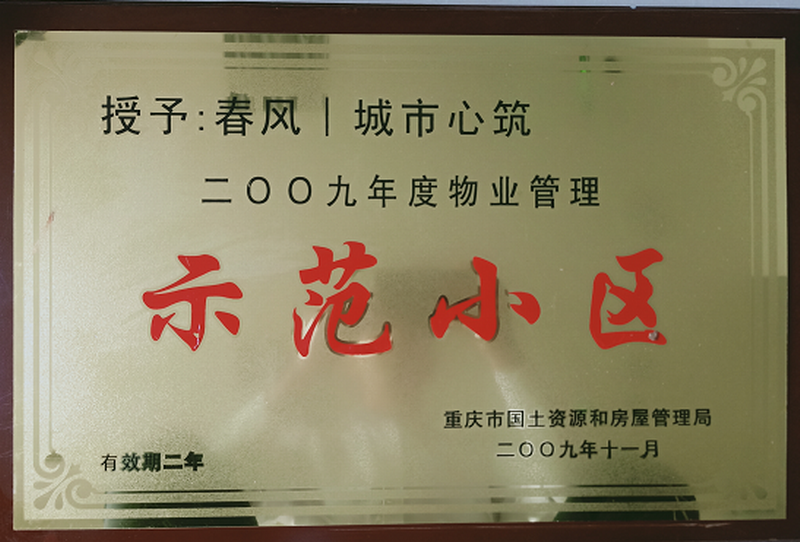 授予:春风｜城市心筑
二〇〇九年度物业管理
示范小区
重庆市国土资源和房屋管理局
二〇〇九年十一月
有效期二年